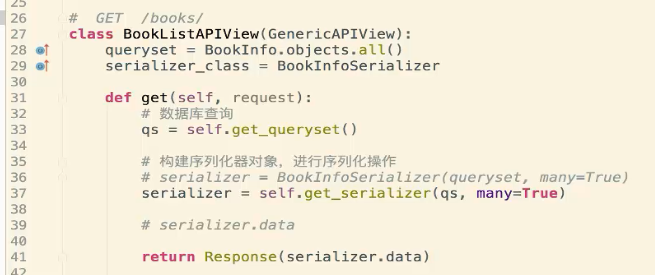 25
26 #  GET  /books/
27 class BookListAPIView(GenericAPIView):
28     queryset = BookInfo.objects.all()
29     serializer_class = BookInfoSerializer
30
31     def get(self, request):
32         # 数据库查询
33         qs = self.get_queryset()
34
35         # 构建序列化器对象，进行序列化操作
36         # serializer = BookInfoSerializer(queryset, many=True)
37         serializer = self.get_serializer(qs, many=True)
38
39         # serializer.data
40
41         return Response(serializer.data)
42